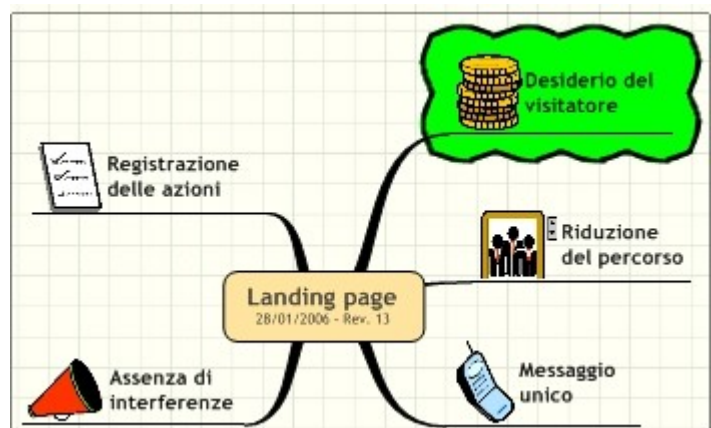 Desiderio del
visitatore
Registrazione
delle azioni
Riduzione
del percorso
Landing page
28/01/2006 - Rev. 13
Assenza di
interferenze
Messaggio
unico